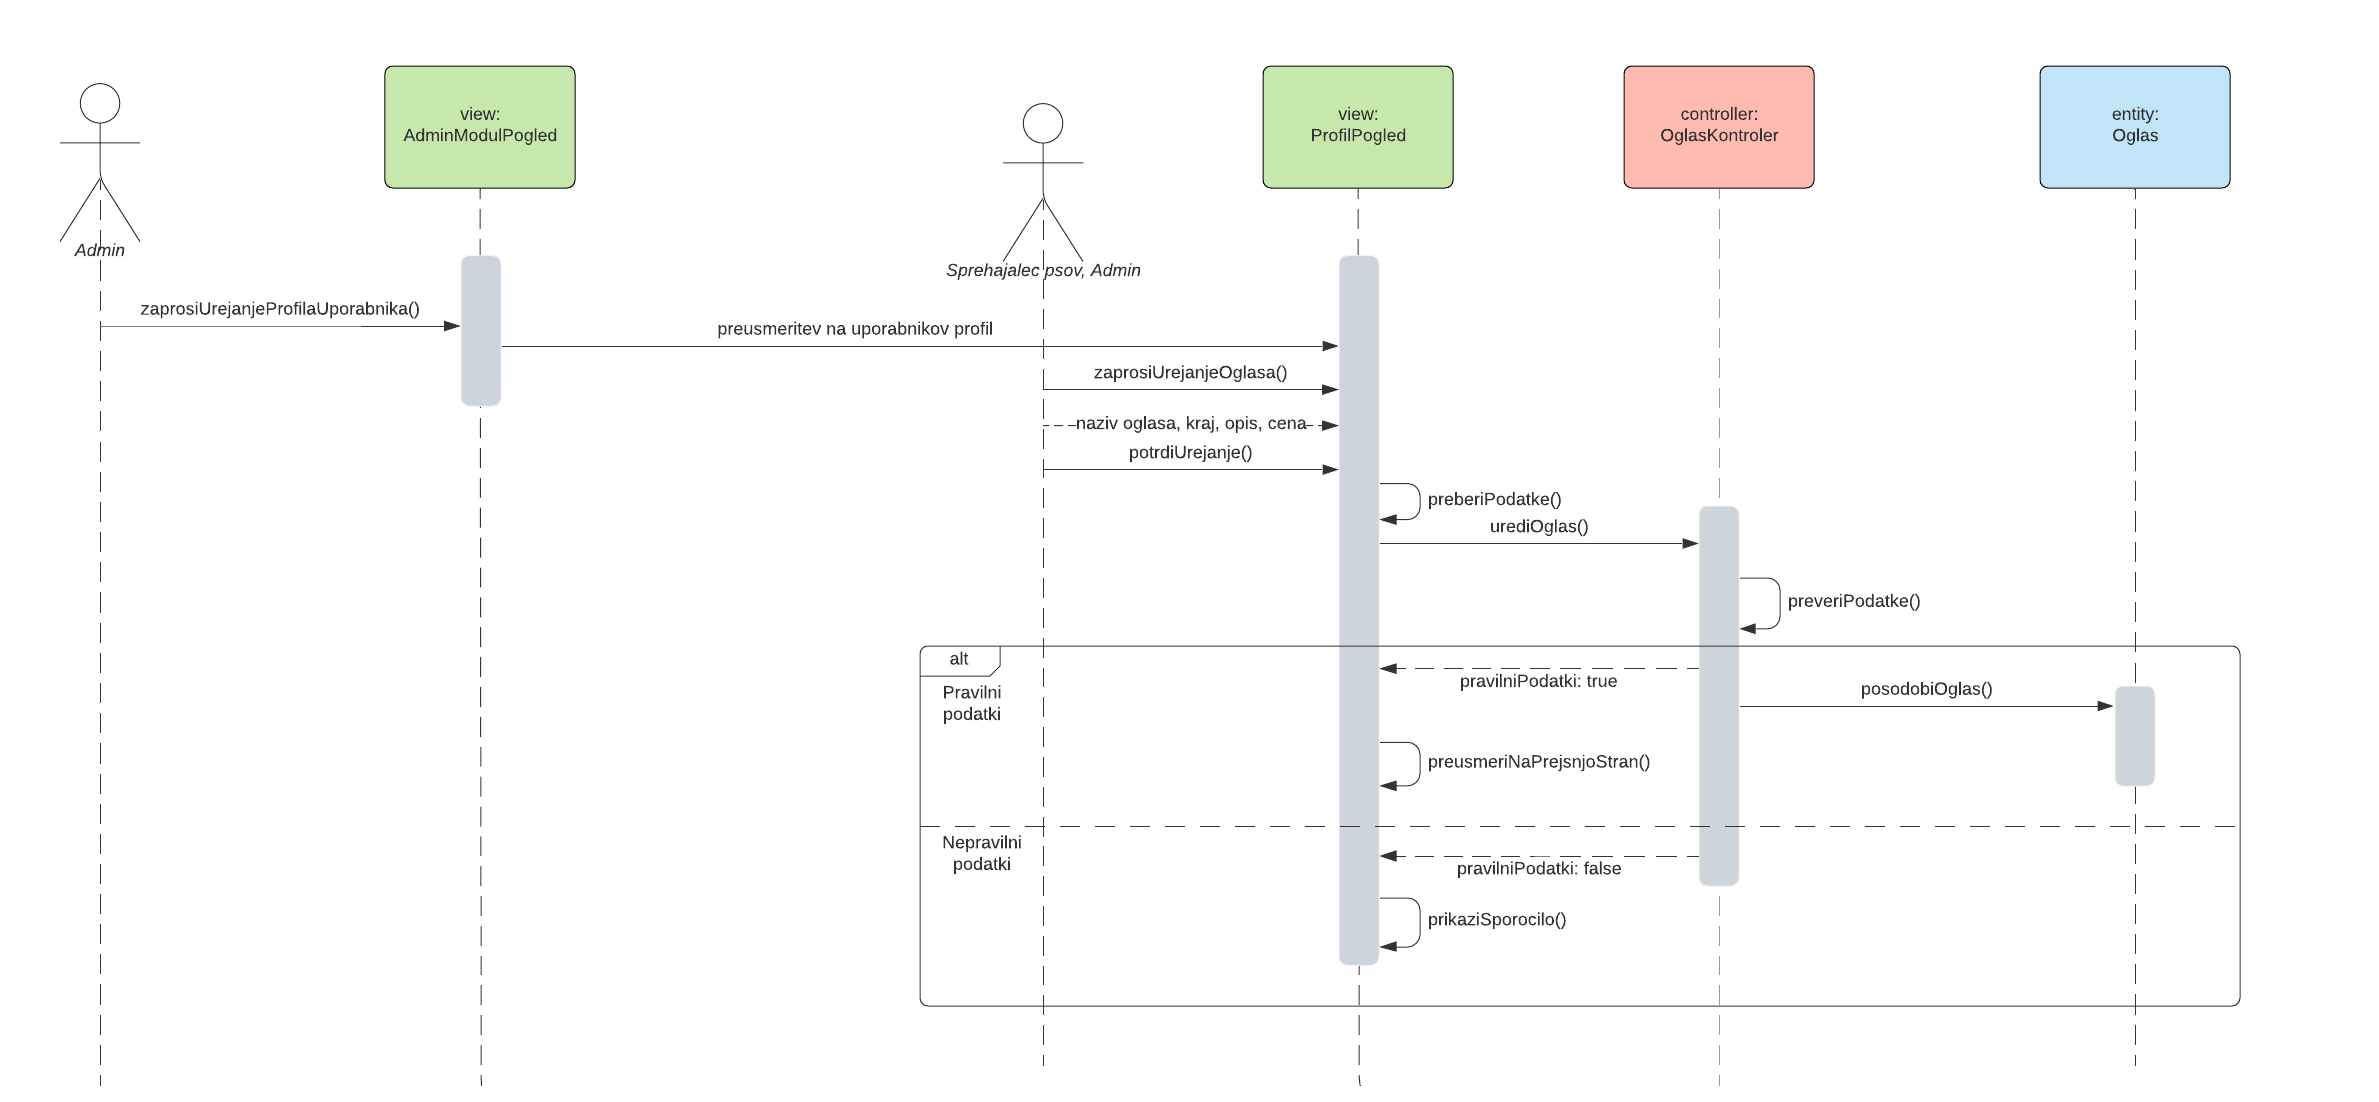 view:
AdminModulPogled
view:
ProfilPogled
controller:
OglasKontroler
entity:
Oglas
Admin
Sprehajalec psov, Admin
zaprosiUrejanjeProfilaUporabnika()
preusmeritev na uporabnikov profil
zaprosiUrejanjeOglasa()
naziv oglasa, kraj, opis, cena
potrdiUrejanje()
preberiPodatke()
urediOglas()
preveriPodatke()
alt
Pravilni
podatki
pravilniPodatki: true
posodobiOglas()
preusmeriNaPrejsnjoStran()
Nepravilni
podatki
pravilniPodatki: false
prikaziSporocilo()